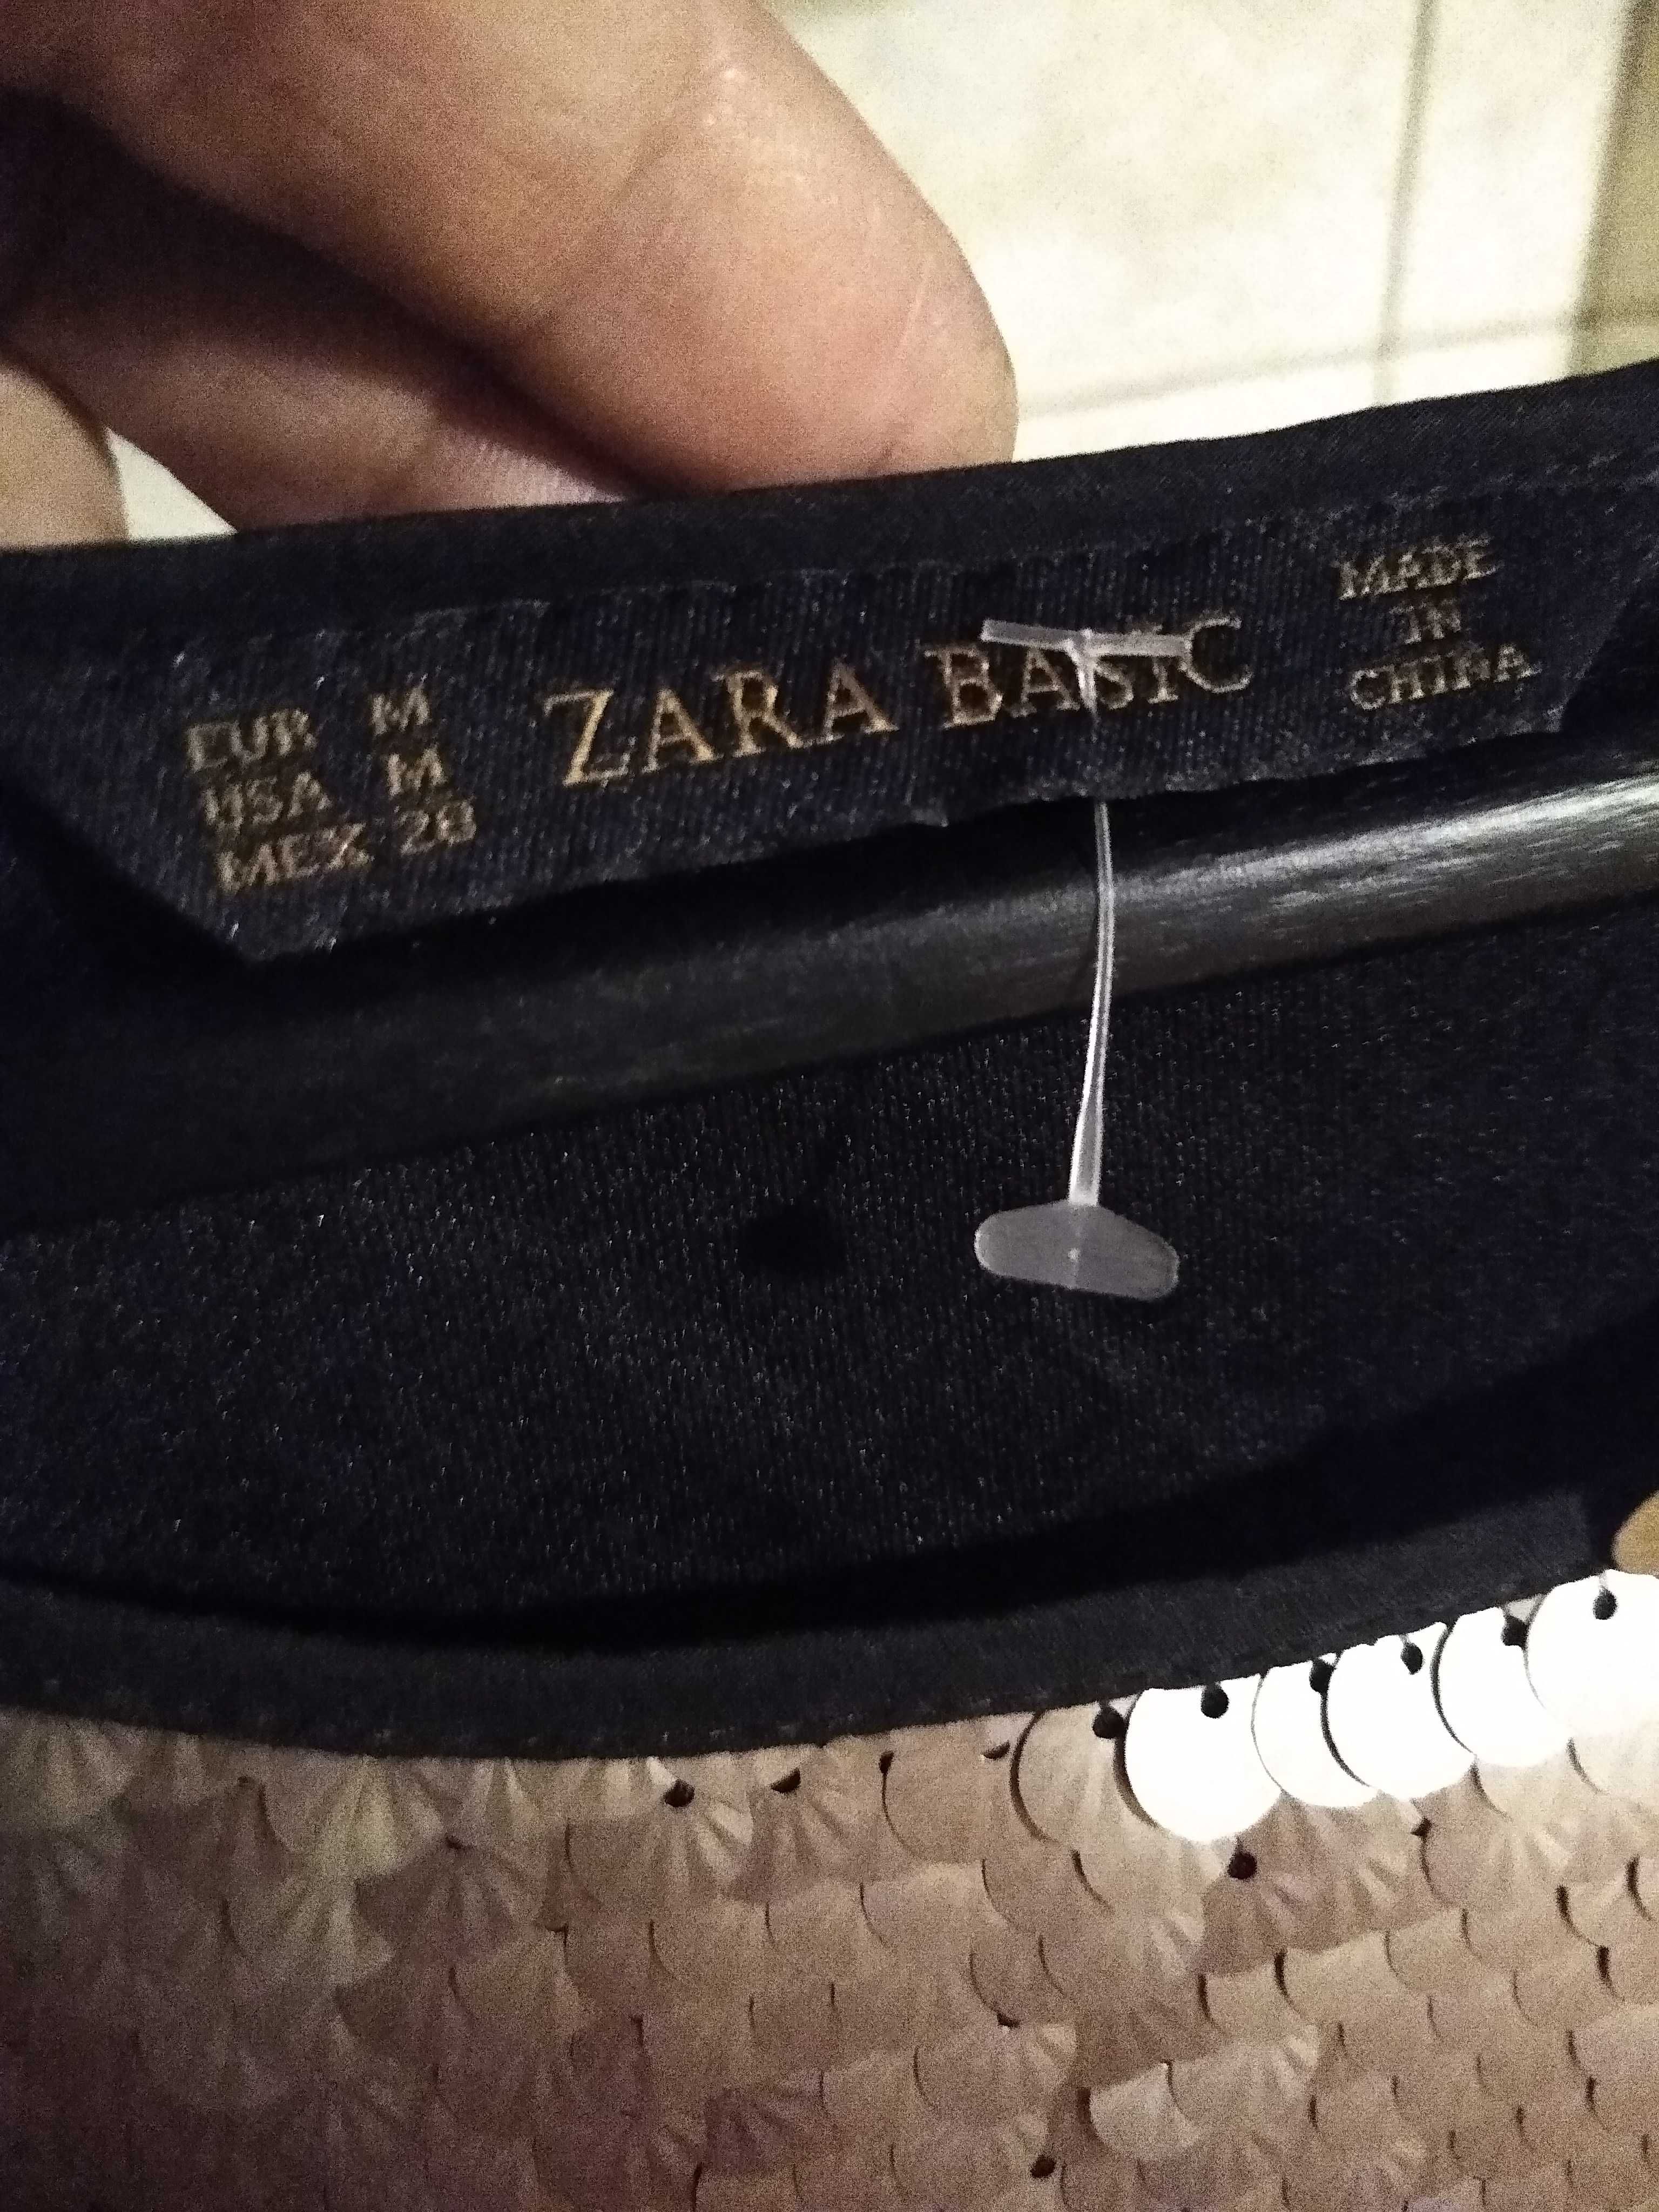 EUR M
USA M
MEX 28
ZARA BASIC
MADE
IN
CHINA